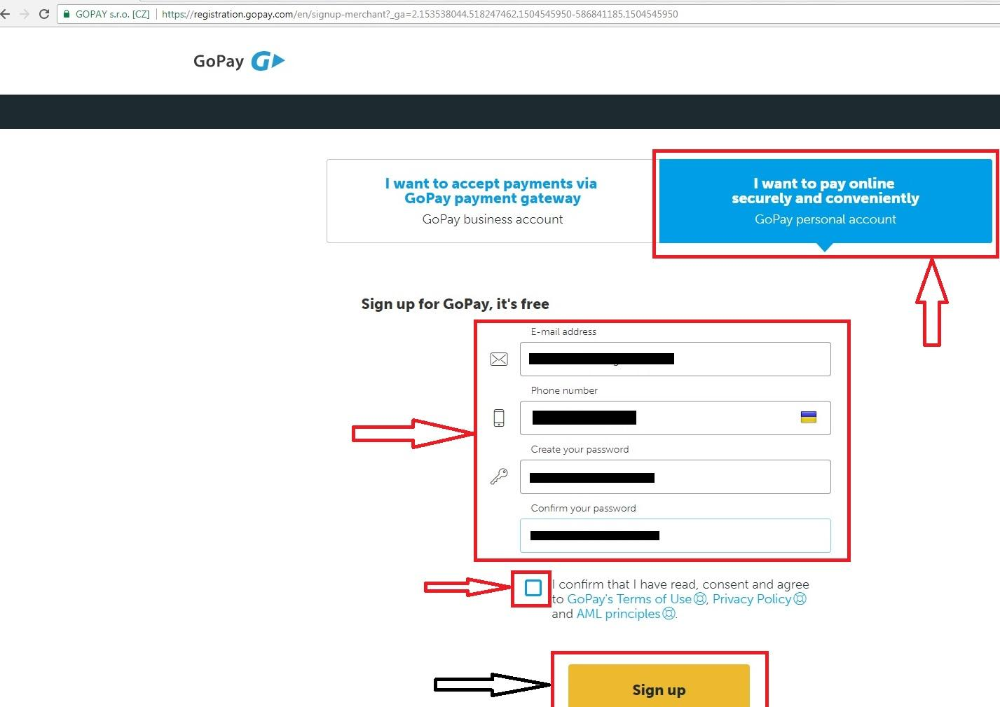 GOPAY s.r.o. [CZ] https://registration.gopay.com/en/signup-merchant?_ga=2.153538044.518247462.1504545950-586841185.1504545950
GoPay
I want to accept payments via
GoPay payment gateway
GoPay business account
I want to pay online
securely and conveniently
GoPay personal account
Sign up for GoPay, it's free
E-mail address
Phone number
Create your password
Confirm your password
I confirm that I have read, consent and agree
to GoPay's Terms of Use, Privacy Policy
and AML principles.
Sign up